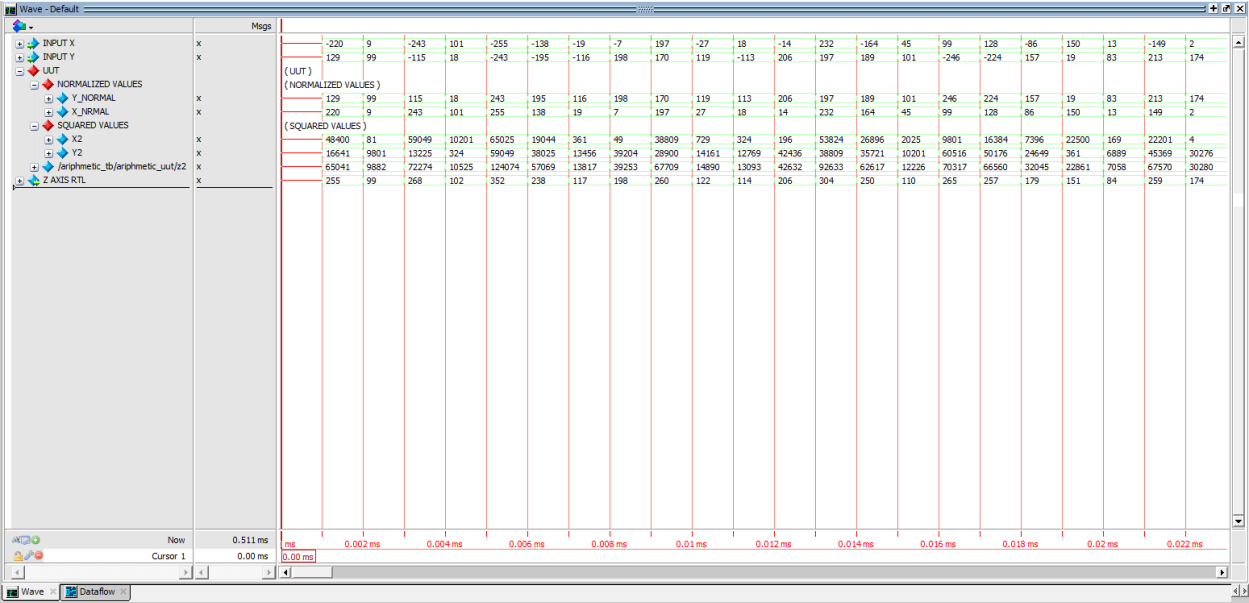 Wave - Default
Msgs
INPUT X x -220 9 -243 101 -255 -138 -19 -7 197 -27 18 -14 232 -164 45 99 128 -86 150 13 -149 2
INPUT Y x 129 99 -115 18 -243 -195 -116 198 170 119 -113 206 197 189 101 -246 -224 157 19 83 213 174
UUT (UUT)
NORMALIZED VALUES (NORMALIZED VALUES)
Y_NORMAL x 129 99 115 18 243 195 116 198 170 119 113 206 197 189 101 246 224 157 19 83 213 174
X_NRMAL x 220 9 243 101 255 138 19 7 197 27 18 14 232 164 45 99 128 86 150 13 149 2
SQUARED VALUES (SQUARED VALUES)
X2 x 48400 81 59049 10201 65025 19044 361 49 38809 729 324 196 53824 26896 2025 9801 16384 7396 22500 169 22201 4
Y2 x 16641 9801 13225 324 59049 38025 13456 39204 28900 14161 12769 42436 38809 35721 10201 60516 50176 24649 361 6889 45369 30276
/ariphmetic_tb/ariphmetic_uut/z2 x 65041 9882 72274 10525 124074 57069 13817 39253 67709 14890 13093 42632 92633 62617 12226 70317 66560 32045 22861 7058 67570 30280
Z AXIS RTL x 255 99 268 102 352 238 117 198 260 122 114 206 304 250 110 265 257 179 151 84 259 174
Now 0.511 ms ms 0.002 ms 0.004 ms 0.006 ms 0.008 ms 0.01 ms 0.012 ms 0.014 ms 0.016 ms 0.018 ms 0.02 ms 0.022 ms
Cursor 1 0.00 ms 0.00 ms
Wave Dataflow